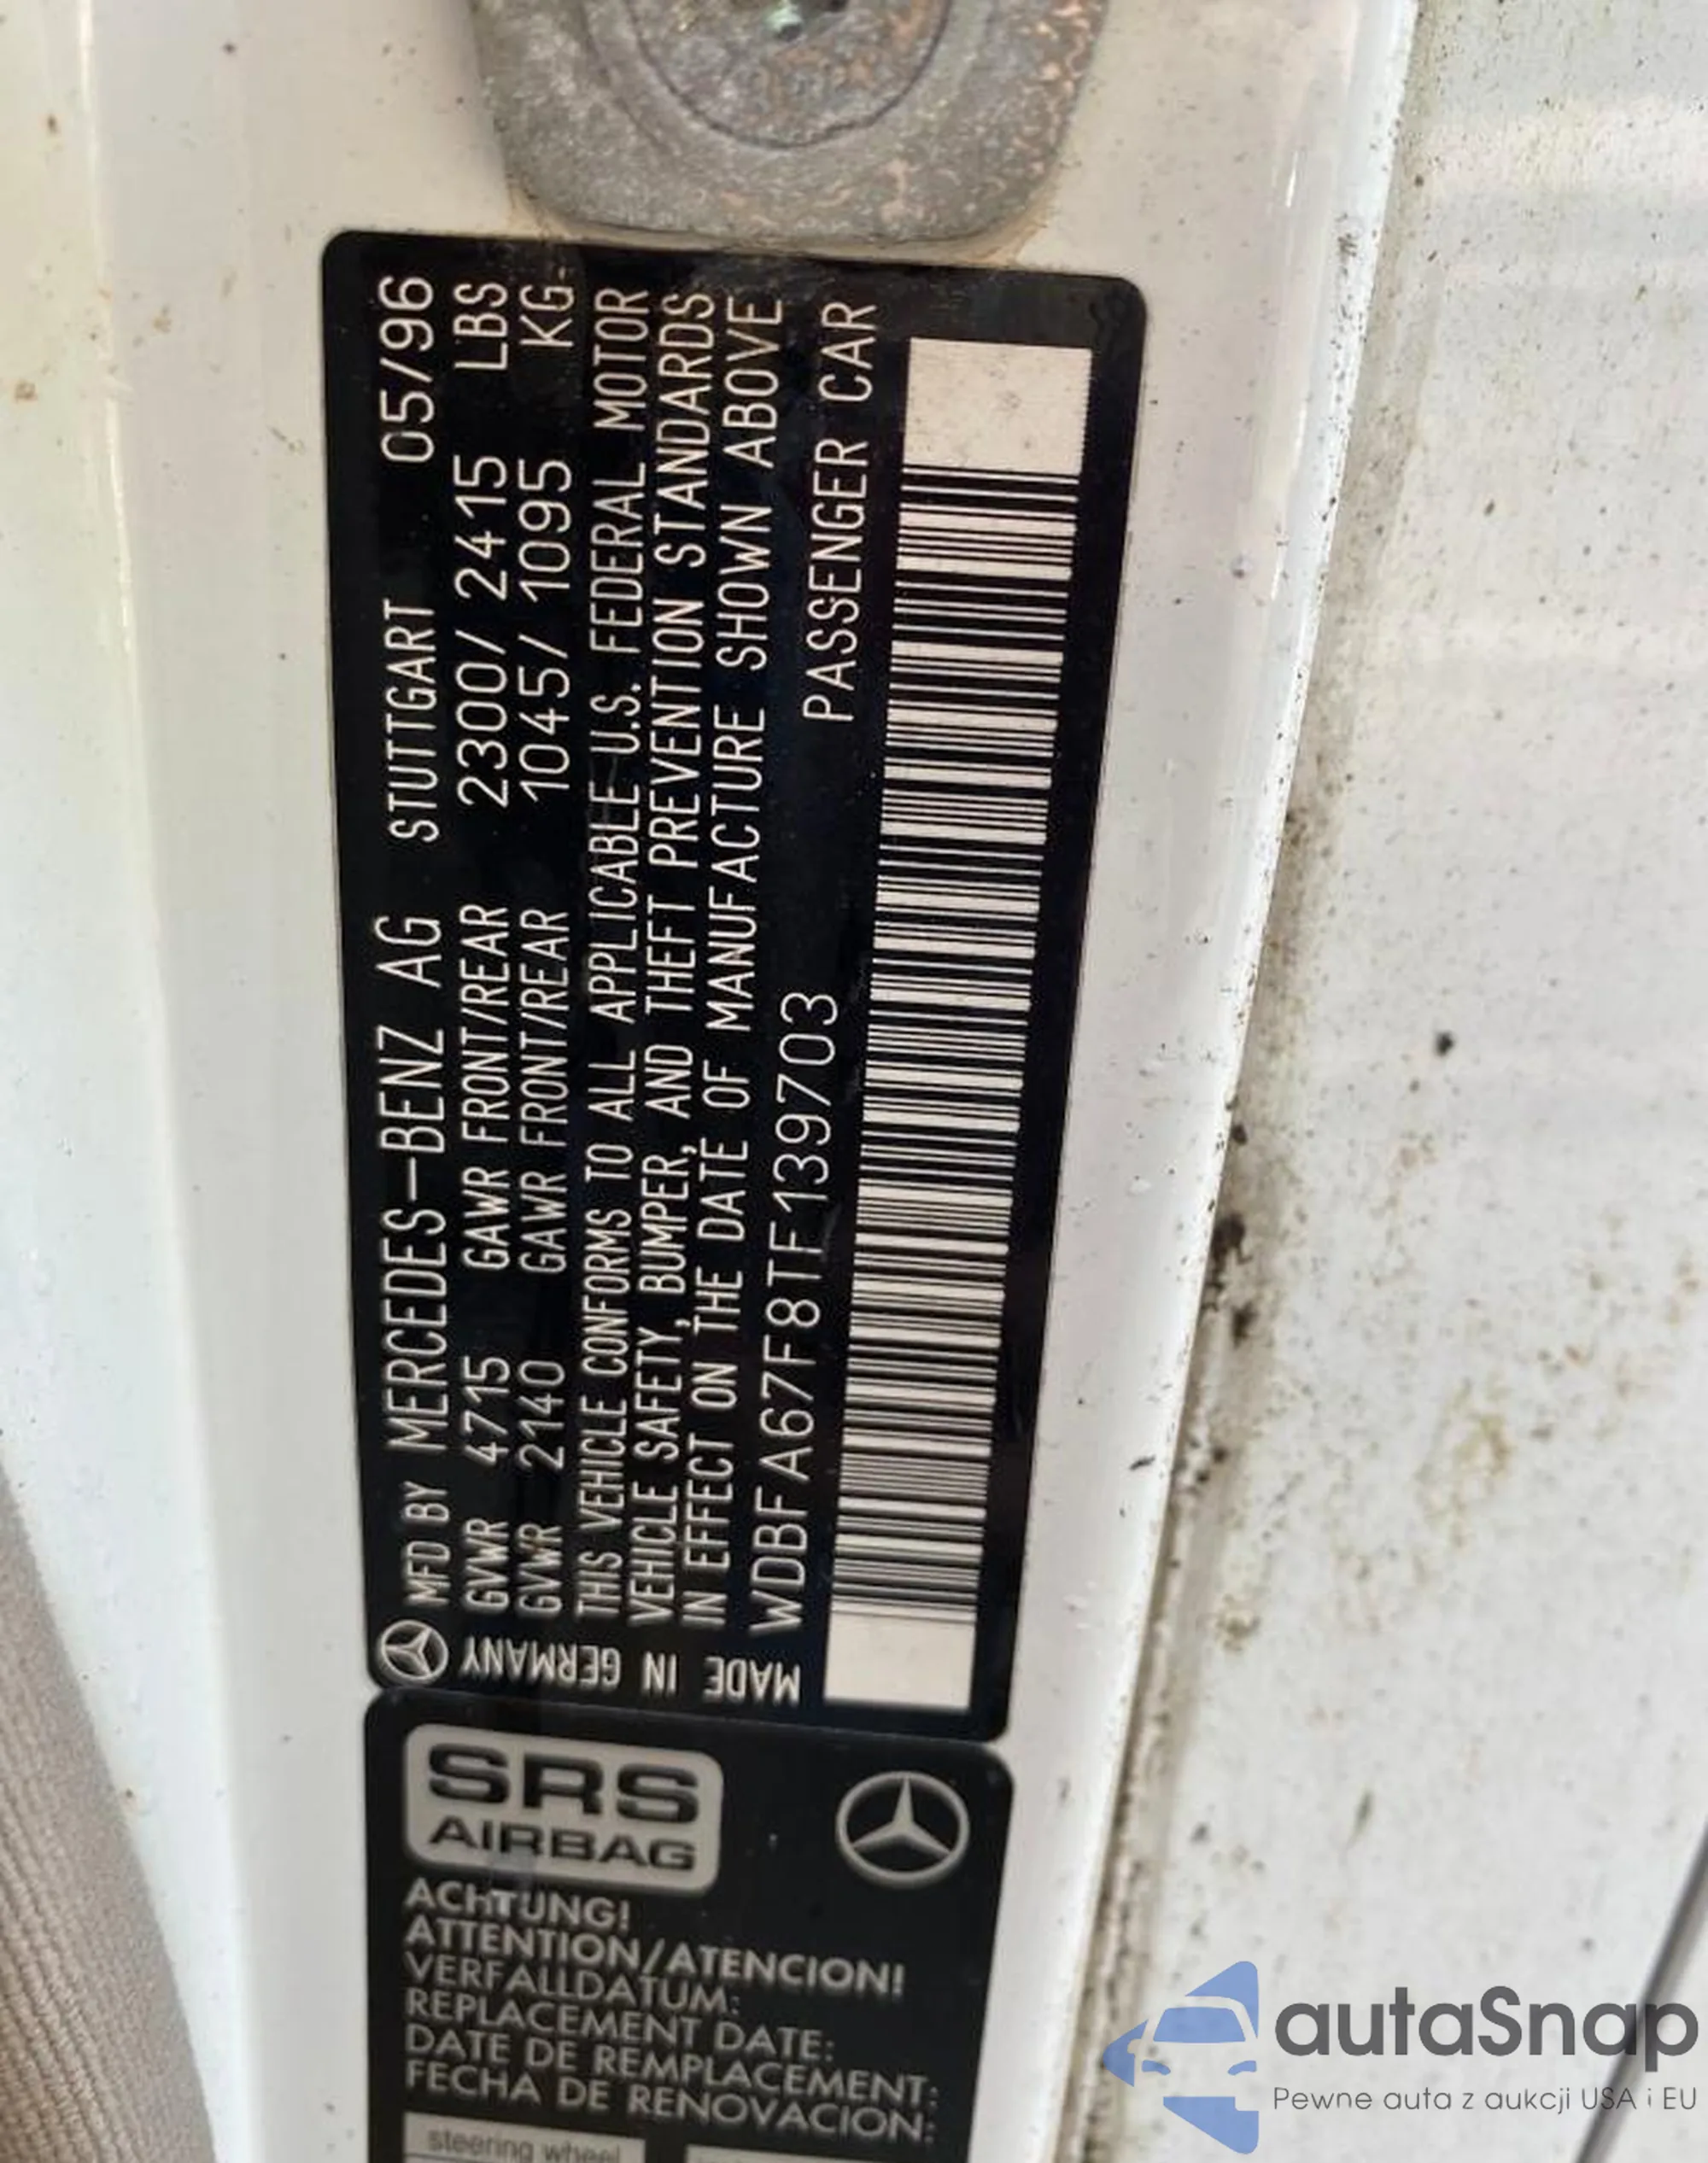 MFD BY MERCEDES-BENZ AG STUTTGART 05/96
GVWR 4715 GAWR FRONT/REAR 2300/ 2415 LBS
GVWR 2140 GAWR FRONT/REAR 1045/ 1095 KG.
THIS VEHICLE CONFORMS TO ALL APPLICABLE U.S. FEDERAL MOTOR
VEHICLE SAFETY, BUMPER, AND THEFT PREVENTION STANDARDS
IN EFFECT ON THE DATE OF MANUFACTURE SHOWN ABOVE
WDBFA67F8TF139703 PASSENGER CAR
MADE IN GERMANY
SRS
AIRBAG
ACHTUNG!
ATTENTION/ATENCION!
VERFALLDATUM:
REPLACEMENT DATE:
DATE DE REMPLACEMENT:
FECHA DE RENOVACION:
steering wheel
autaSnap
Pewne auta z aukcji USA i EU